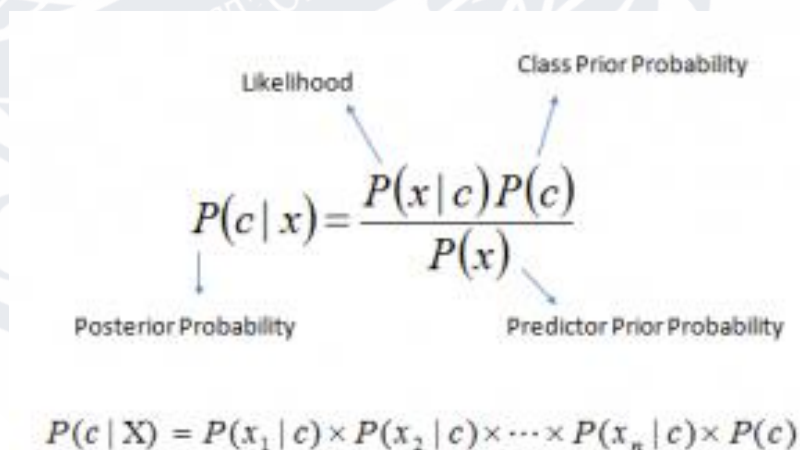 Likelihood
Class Prior Probability
P(c | x) = P(x | c)P(c) / P(x)
Posterior Probability
Predictor Prior Probability
P(c | X) = P(x₁ | c) × P(x₂ | c) × ··· × P(xₙ | c) × P(c)